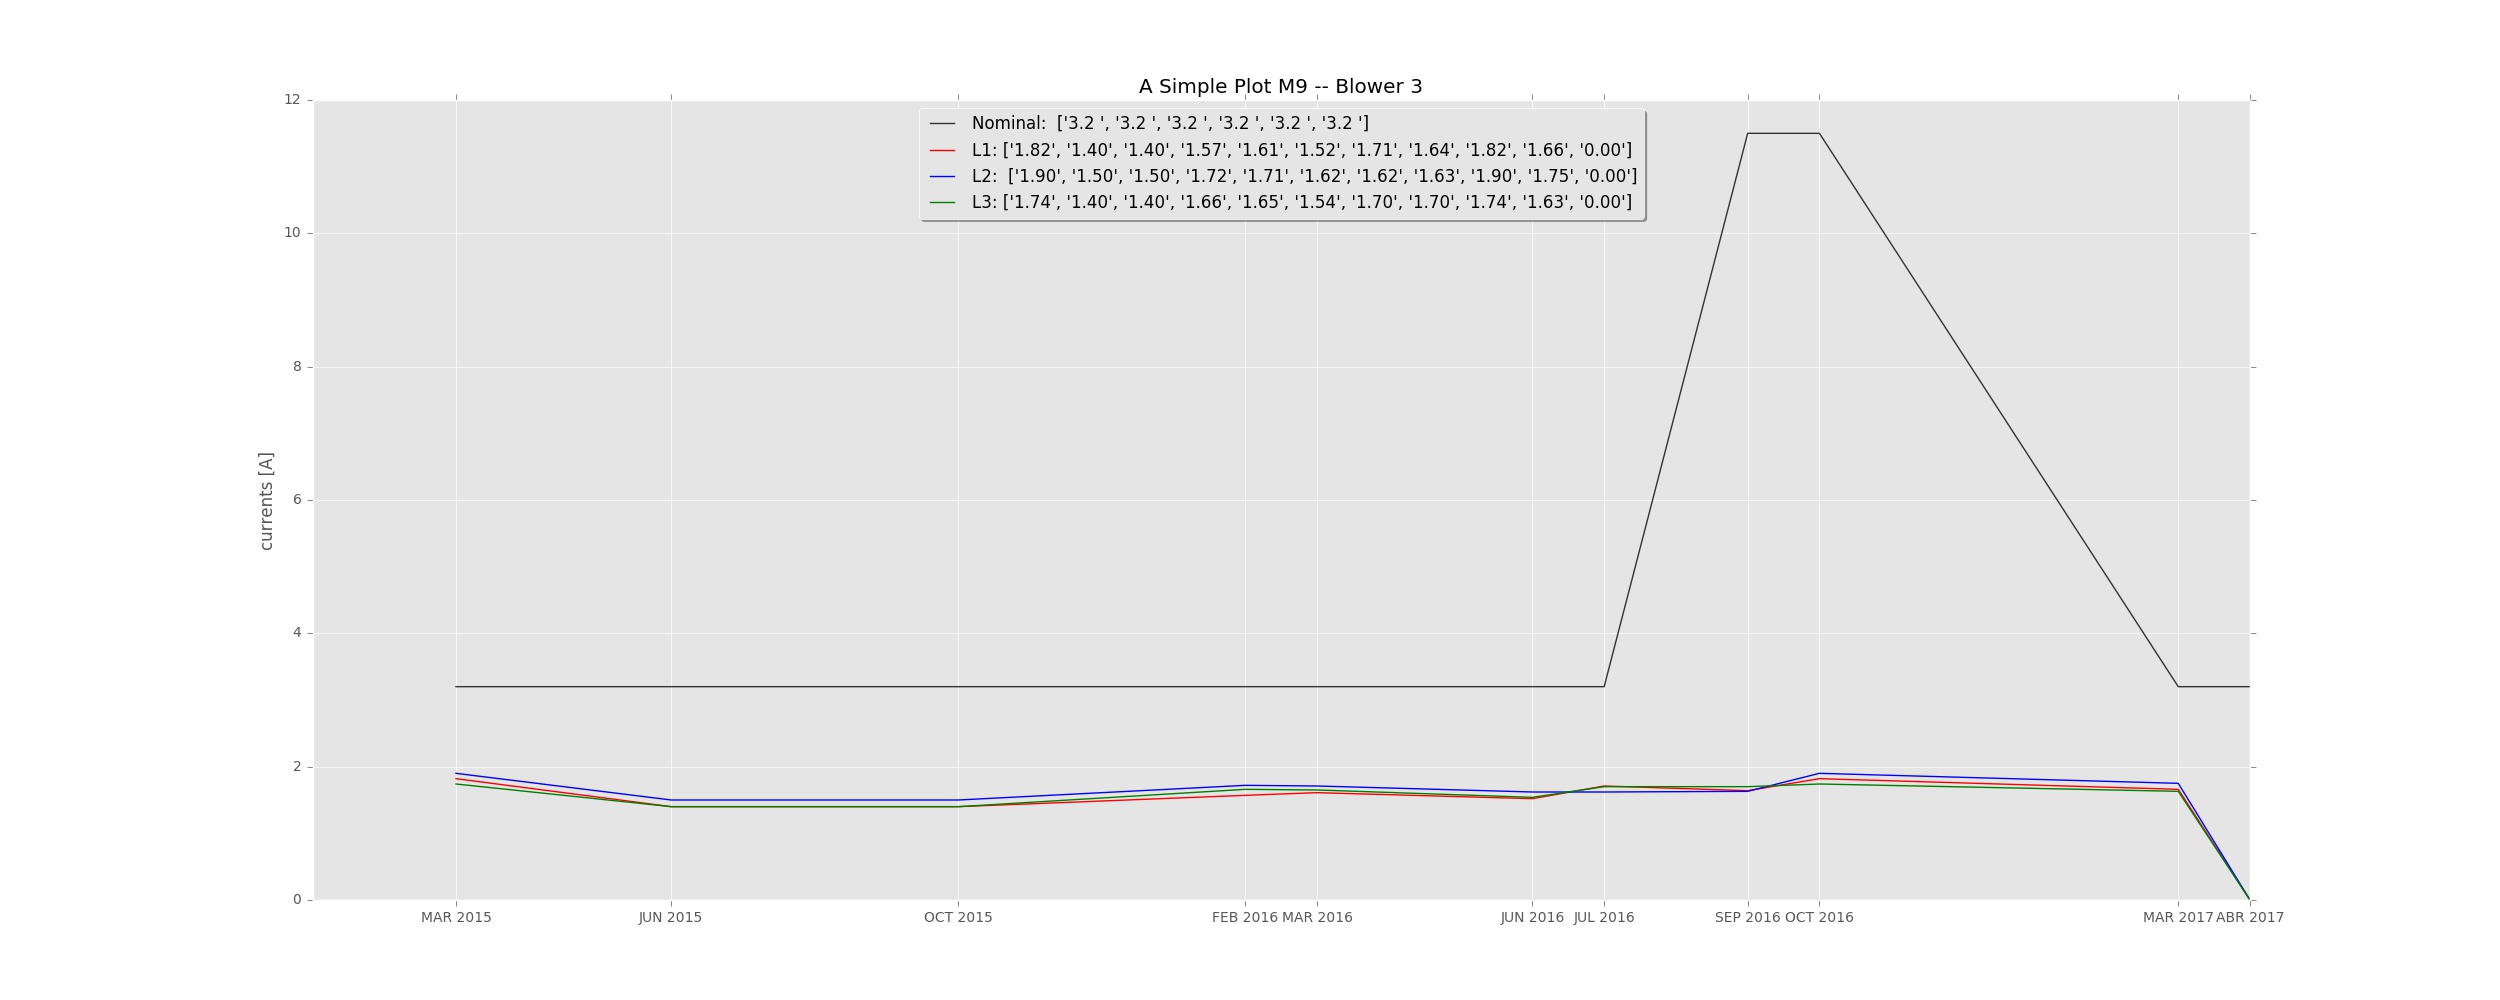 A Simple Plot M9 -- Blower 3
12
Nominal:  ['3.2 ', '3.2 ', '3.2 ', '3.2 ', '3.2 ', '3.2 ']
L1: ['1.82', '1.40', '1.40', '1.57', '1.61', '1.52', '1.71', '1.64', '1.82', '1.66', '0.00']
L2:  ['1.90', '1.50', '1.50', '1.72', '1.71', '1.62', '1.62', '1.63', '1.90', '1.75', '0.00']
L3: ['1.74', '1.40', '1.40', '1.66', '1.65', '1.54', '1.70', '1.70', '1.74', '1.63', '0.00']
10
8
currents [A]
6
4
2
0
MAR 2015 JUN 2015 OCT 2015 FEB 2016 MAR 2016 JUN 2016 JUL 2016 SEP 2016 OCT 2016 MAR 2017 ABR 2017